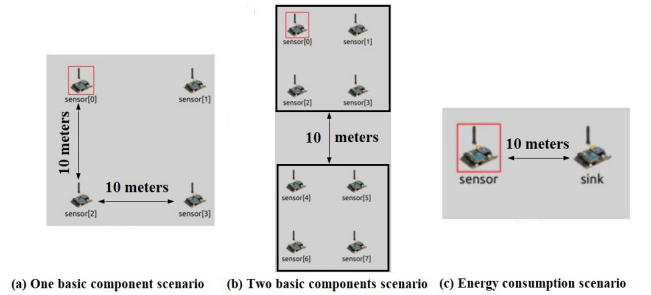 sensor[0]
sensor[1]
10 meters
10 meters
sensor[2]
sensor[3]
(a) One basic component scenario
sensor[0]
sensor[1]
sensor[2]
sensor[3]
10 meters
sensor[4]
sensor[5]
sensor[6]
sensor[7]
(b) Two basic components scenario
10 meters
sensor
sink
(c) Energy consumption scenario